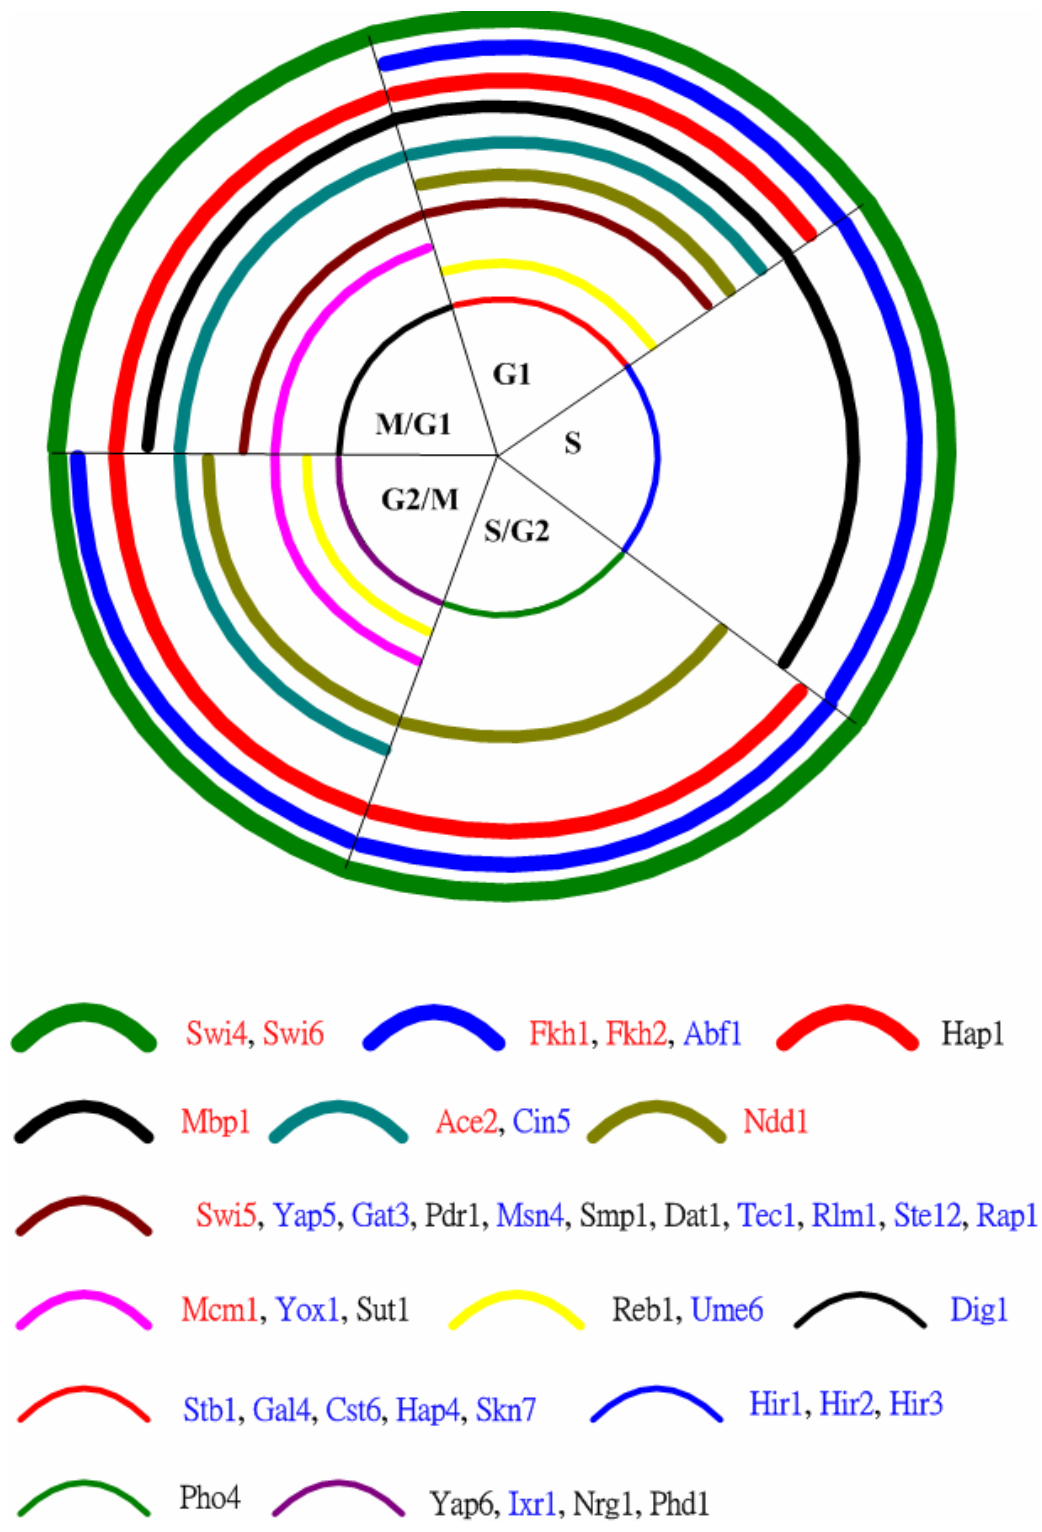 G1
M/G1
S
G2/M
S/G2
Swi4, Swi6
Fkh1, Fkh2, Abf1
Hap1
Mbp1
Ace2, Cin5
Ndd1
Swi5, Yap5, Gat3, Pdr1, Msn4, Smp1, Dat1, Tec1, Rlm1, Ste12, Rap1
Mcm1, Yox1, Sut1
Reb1, Ume6
Dig1
Stb1, Gal4, Cst6, Hap4, Skn7
Hir1, Hir2, Hir3
Pho4
Yap6, Ixr1, Nrg1, Phd1